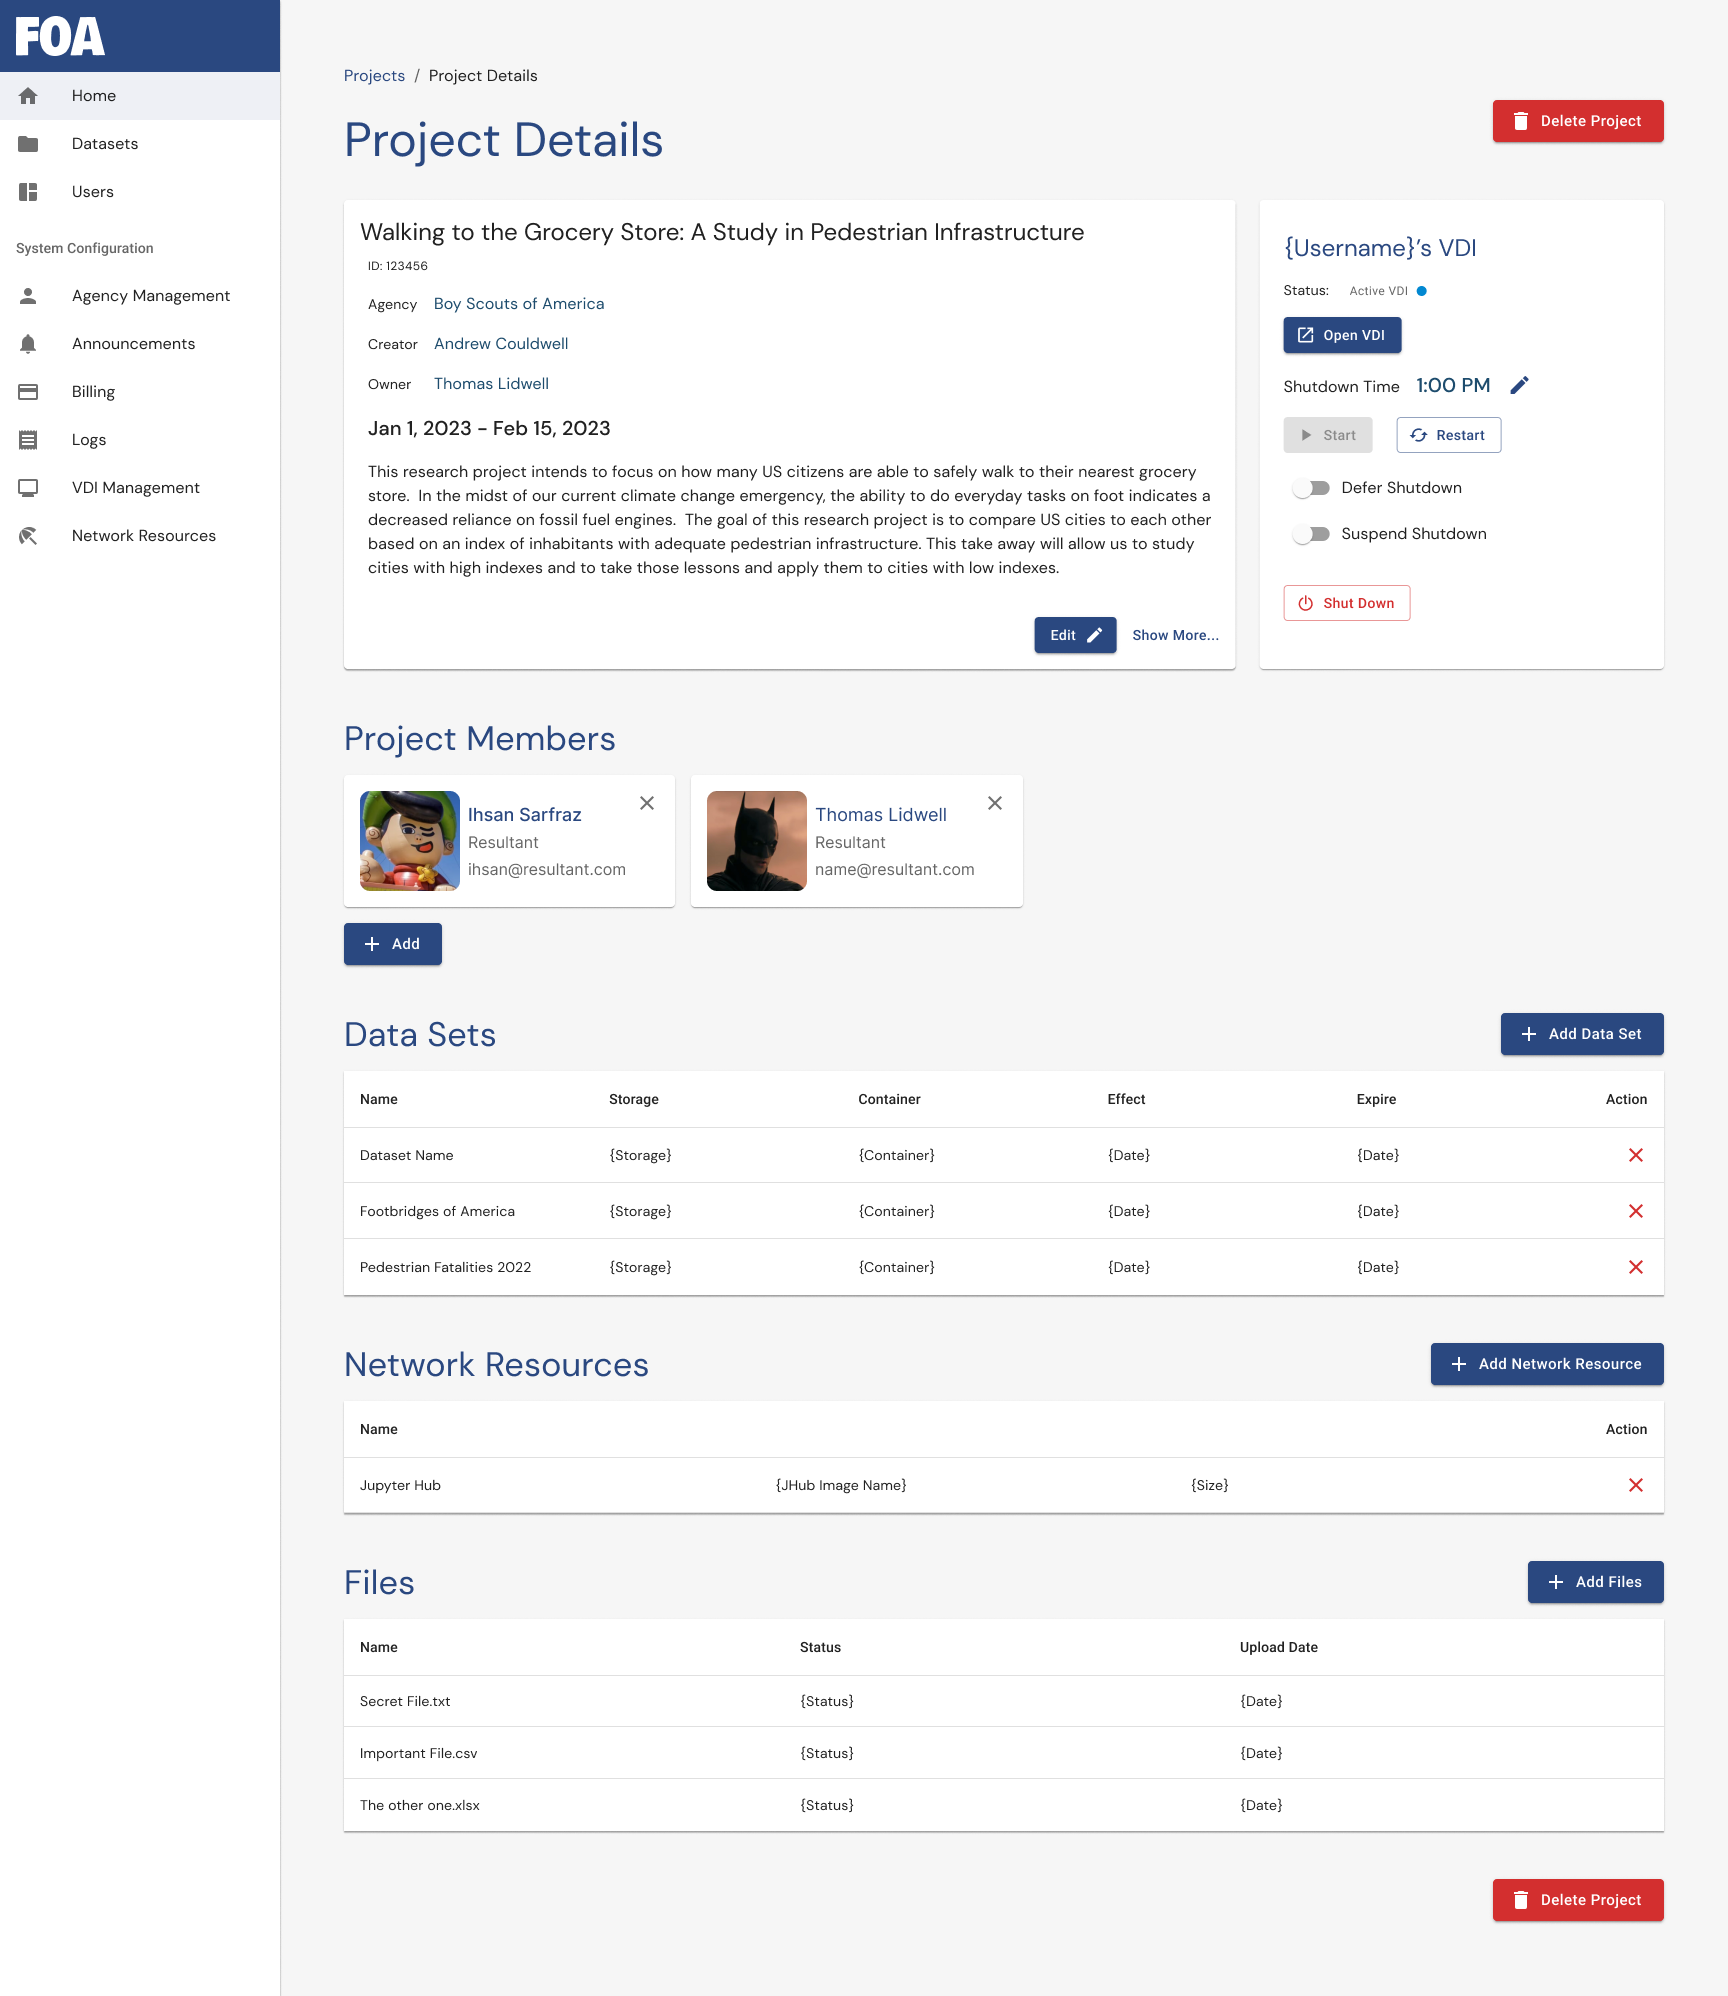 FOA
Home
Datasets
Users
System Configuration
Agency Management
Announcements
Billing
Logs
VDI Management
Network Resources
Projects / Project Details
Project Details
Delete Project
Walking to the Grocery Store: A Study in Pedestrian Infrastructure
ID: 123456
Agency Boy Scouts of America
Creator Andrew Couldwell
Owner Thomas Lidwell
Jan 1, 2023 - Feb 15, 2023
This research project intends to focus on how many US citizens are able to safely walk to their nearest grocery
store. In the midst of our current climate change emergency, the ability to do everyday tasks on foot indicates a
decreased reliance on fossil fuel engines. The goal of this research project is to compare US cities to each other
based on an index of inhabitants with adequate pedestrian infrastructure. This take away will allow us to study
cities with high indexes and to take those lessons and apply them to cities with low indexes.
Edit
Show More...
{Username}’s VDI
Status: Active VDI
Open VDI
Shutdown Time 1:00 PM
Start
Restart
Defer Shutdown
Suspend Shutdown
Shut Down
Project Members
Ihsan Sarfraz
Resultant
ihsan@resultant.com
Thomas Lidwell
Resultant
name@resultant.com
Add
Data Sets
Add Data Set
Name Storage Container Effect Expire Action
Dataset Name {Storage} {Container} {Date} {Date}
Footbridges of America {Storage} {Container} {Date} {Date}
Pedestrian Fatalities 2022 {Storage} {Container} {Date} {Date}
Network Resources
Add Network Resource
Name Action
Jupyter Hub {JHub Image Name} {Size}
Files
Add Files
Name Status Upload Date
Secret File.txt {Status} {Date}
Important File.csv {Status} {Date}
The other one.xlsx {Status} {Date}
Delete Project